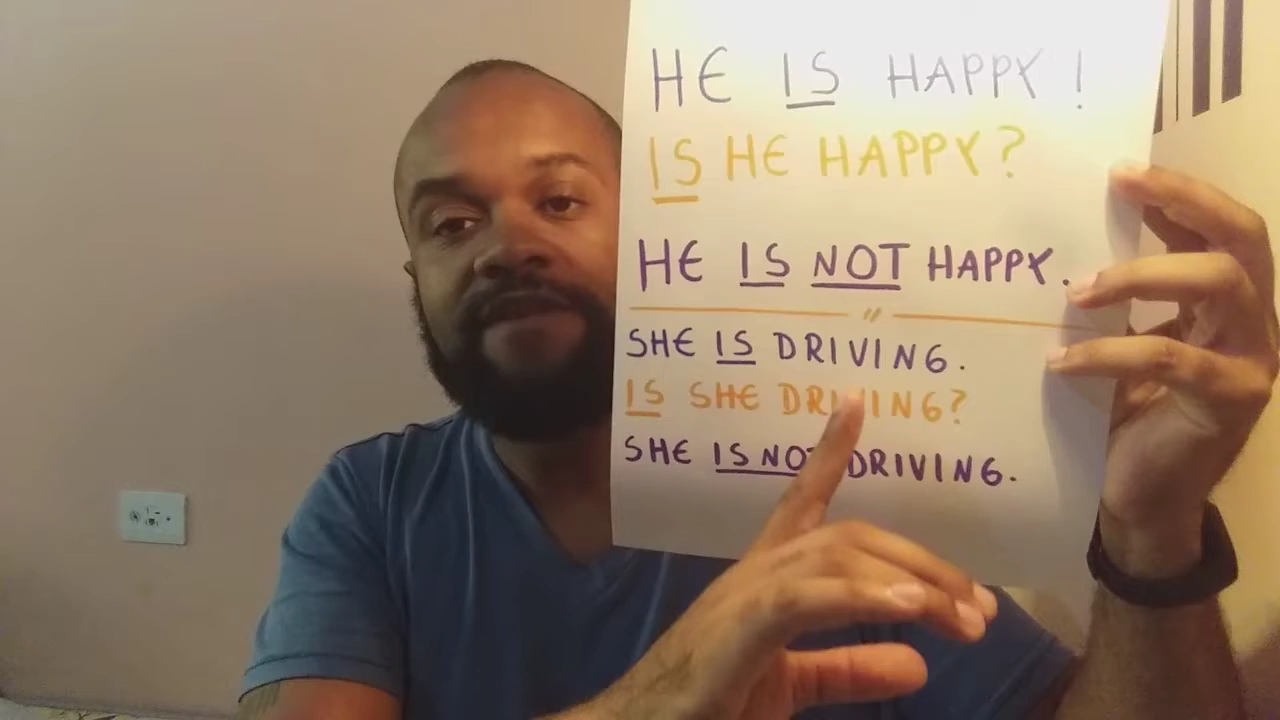 HE IS HAPPY!
IS HE HAPPY?
HE IS NOT HAPPY.
SHE IS DRIVING.
IS SHE DRIVING?
SHE IS NOT DRIVING.